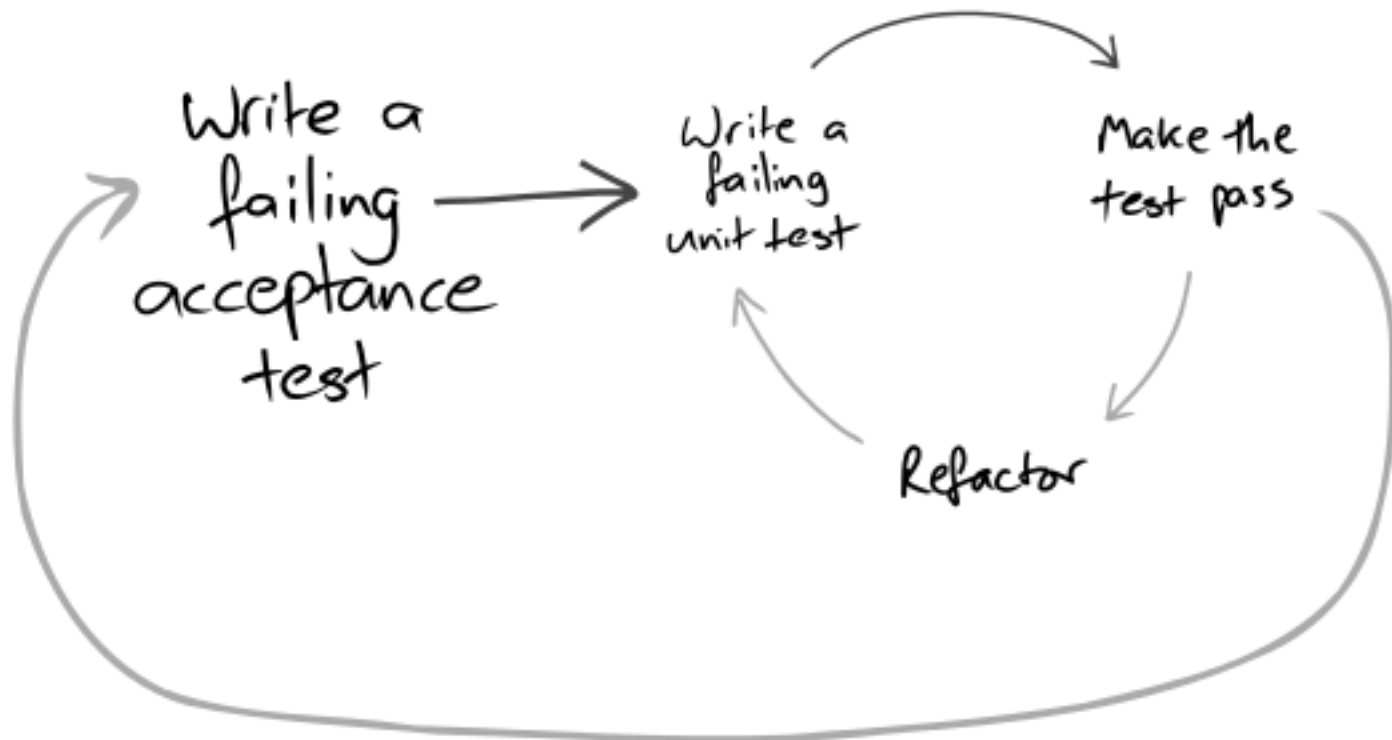 Write a
failing
acceptance
test
Write a
failing
unit test
Make the
test pass
Refactor